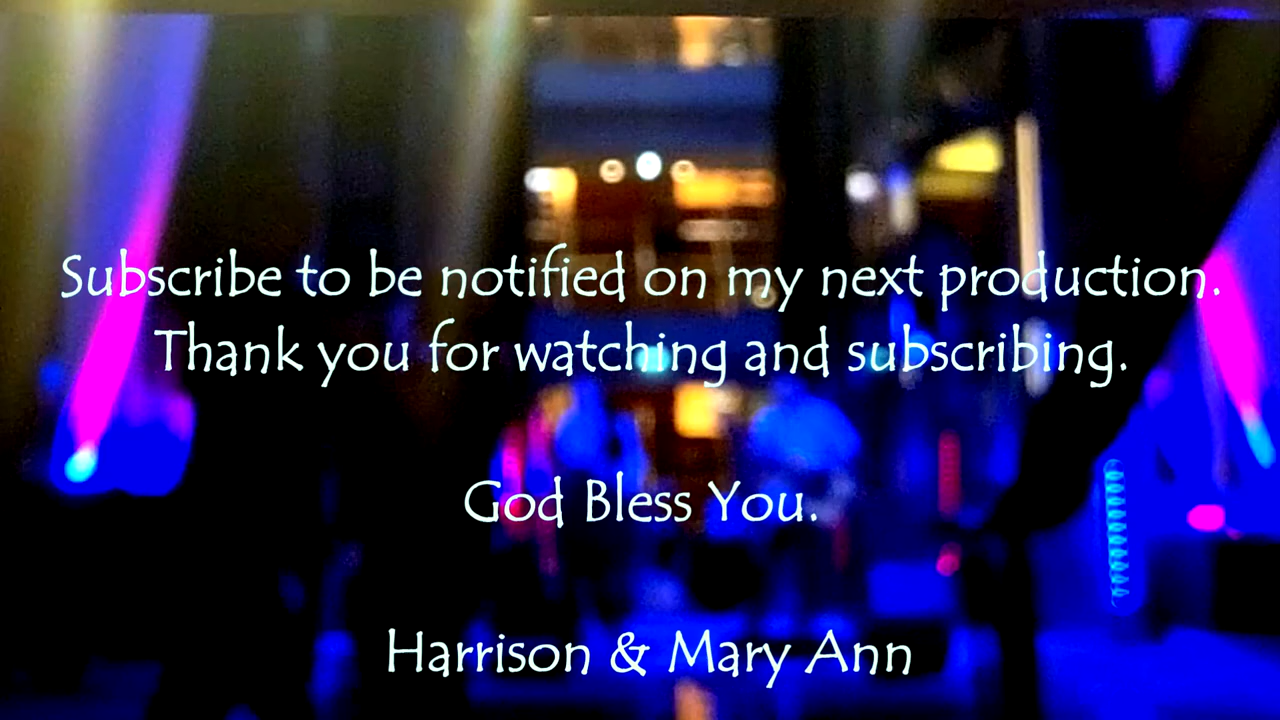 Subscribe to be notified on my next production.
Thank you for watching and subscribing.
God Bless You.
Harrison & Mary Ann